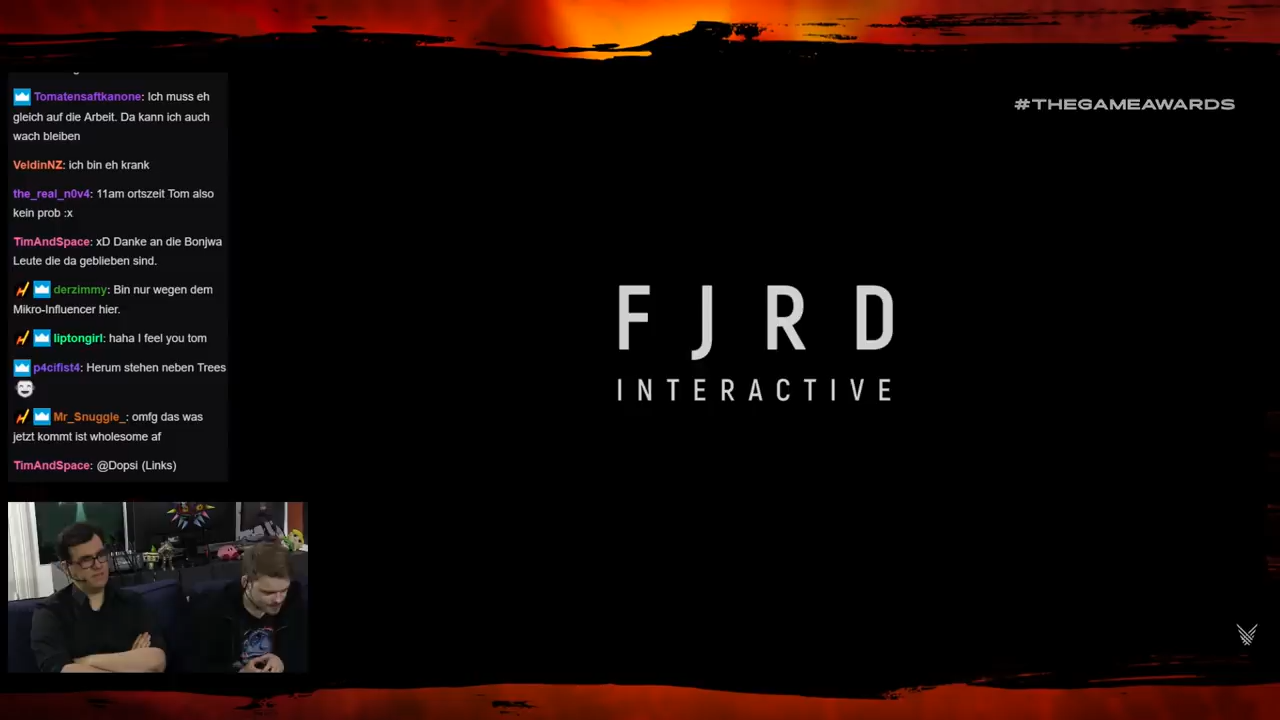 Tomatensaftkanone: Ich muss eh
gleich auf die Arbeit. Da kann ich auch
wach bleiben
VeldinNZ: ich bin eh krank
the_real_n0v4: 11am ortszeit Tom also
kein prob :x
TimAndSpace: xD Danke an die Bonjwa
Leute die da geblieben sind.
derzimmy: Bin nur wegen dem
Mikro-Influencer hier.
liptongirl: haha I feel you tom
p4cifist4: Herum stehen neben Trees
Mr_Snuggle_: omfg das was
jetzt kommt ist wholesome af
TimAndSpace: @Dopsi (Links)
#THEGAMEAWARDS
FJRD
INTERACTIVE